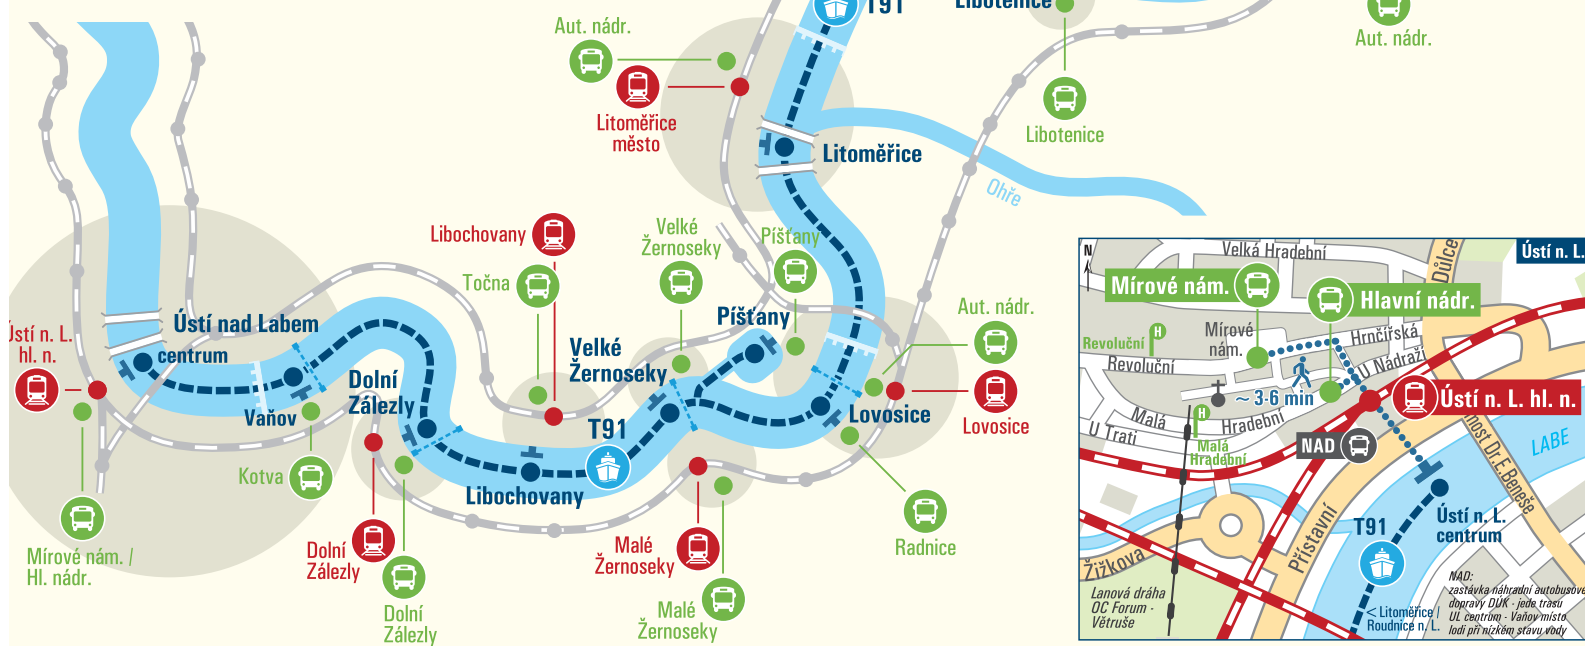 T91
Libotenice
Aut. nádr.
Aut. nádr.
Litoměřice
město
Libotenice
Litoměřice
Ohře
Libochovany
Velké
Žernoseky
Píšťany
Točna
Ústí n. L.
hl. n.
Ústí nad Labem
centrum
Píšťany
Aut. nádr.
Velké
Žernoseky
Dolní
Zálezly
Vaňov
Lovosice
Lovosice
T91
Kotva
Libochovany
Mírové nám. /
Hl. nádr.
Dolní
Zálezly
Malé
Žernoseky
Radnice
Dolní
Zálezly
Malé
Žernoseky
N
Velká Hradební
Důlce
Ústí n. L.
Mírové nám.
Hlavní nádr.
Revoluční
H
Mírové
nám.
Hrnčířská
Revoluční
U Nádraží
~ 3-6 min
Ústí n. L. hl. n.
Malá
H
Hradební
U Trati
Malá
Hradební
NAD
most Dr. E. Beneše
LABE
T91
Ústí n. L.
centrum
Přístavní
Žižkova
Lanová dráha
OC Forum -
Větruše
< Litoměřice /
Roudnice n. L.
NAD:
zastávka náhradní autobusové
dopravy DÚK - jede trasu
UL centrum - Vaňov místo
lodi při nízkém stavu vody